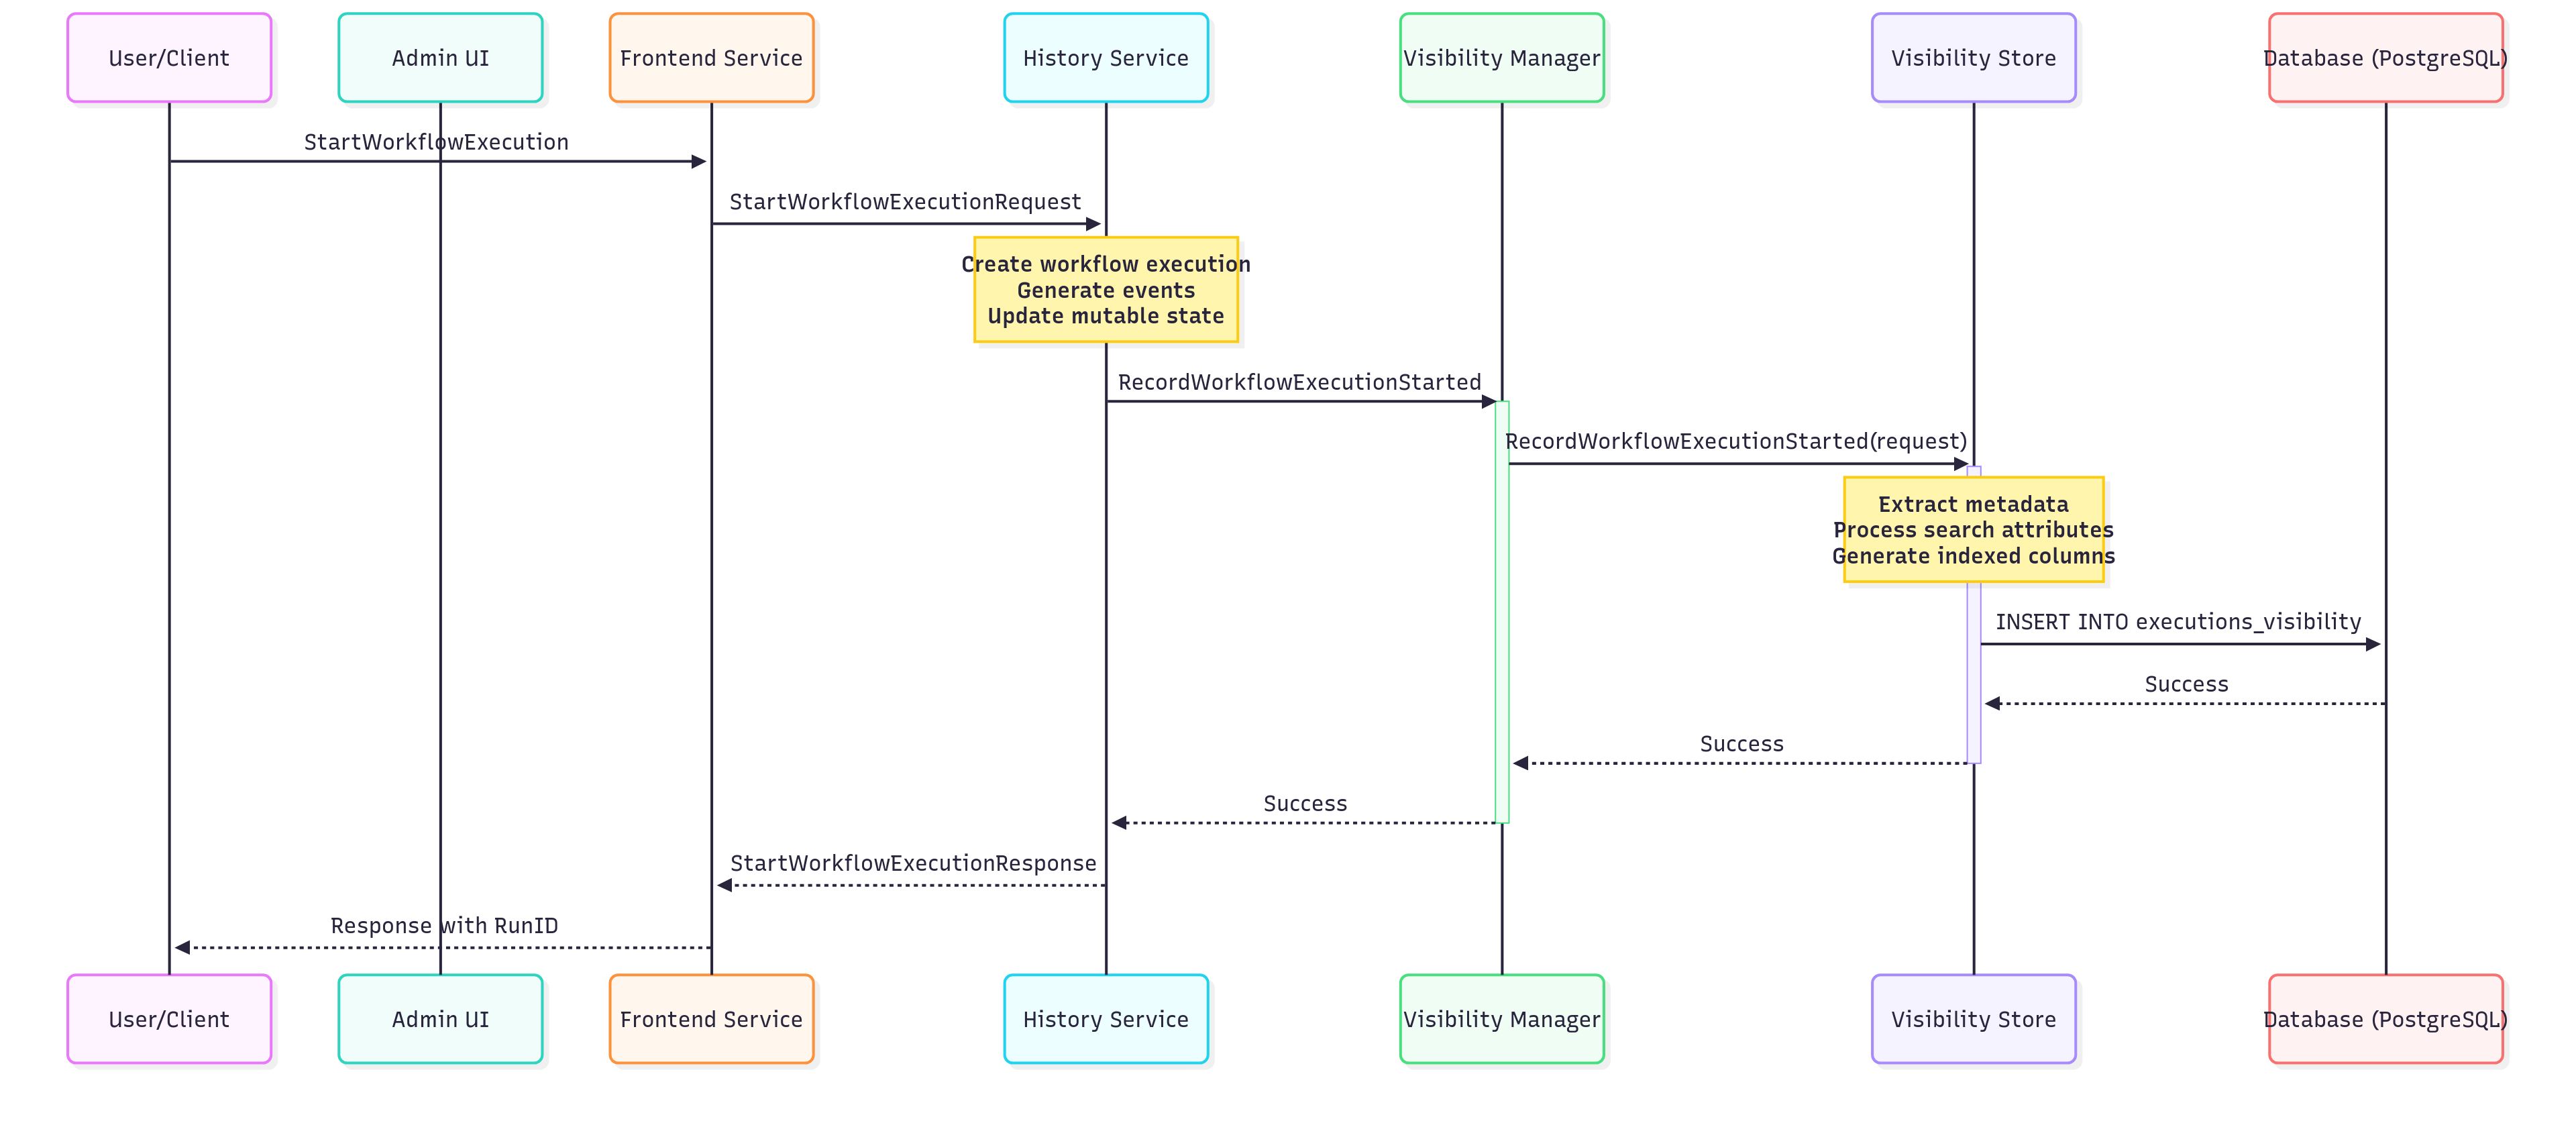 User/Client
Admin UI
Frontend Service
History Service
Visibility Manager
Visibility Store
Database (PostgreSQL)
StartWorkflowExecution
StartWorkflowExecutionRequest
Create workflow execution
Generate events
Update mutable state
RecordWorkflowExecutionStarted
RecordWorkflowExecutionStarted(request)
Extract metadata
Process search attributes
Generate indexed columns
INSERT INTO executions_visibility
Success
Success
Success
StartWorkflowExecutionResponse
Response with RunID
User/Client
Admin UI
Frontend Service
History Service
Visibility Manager
Visibility Store
Database (PostgreSQL)